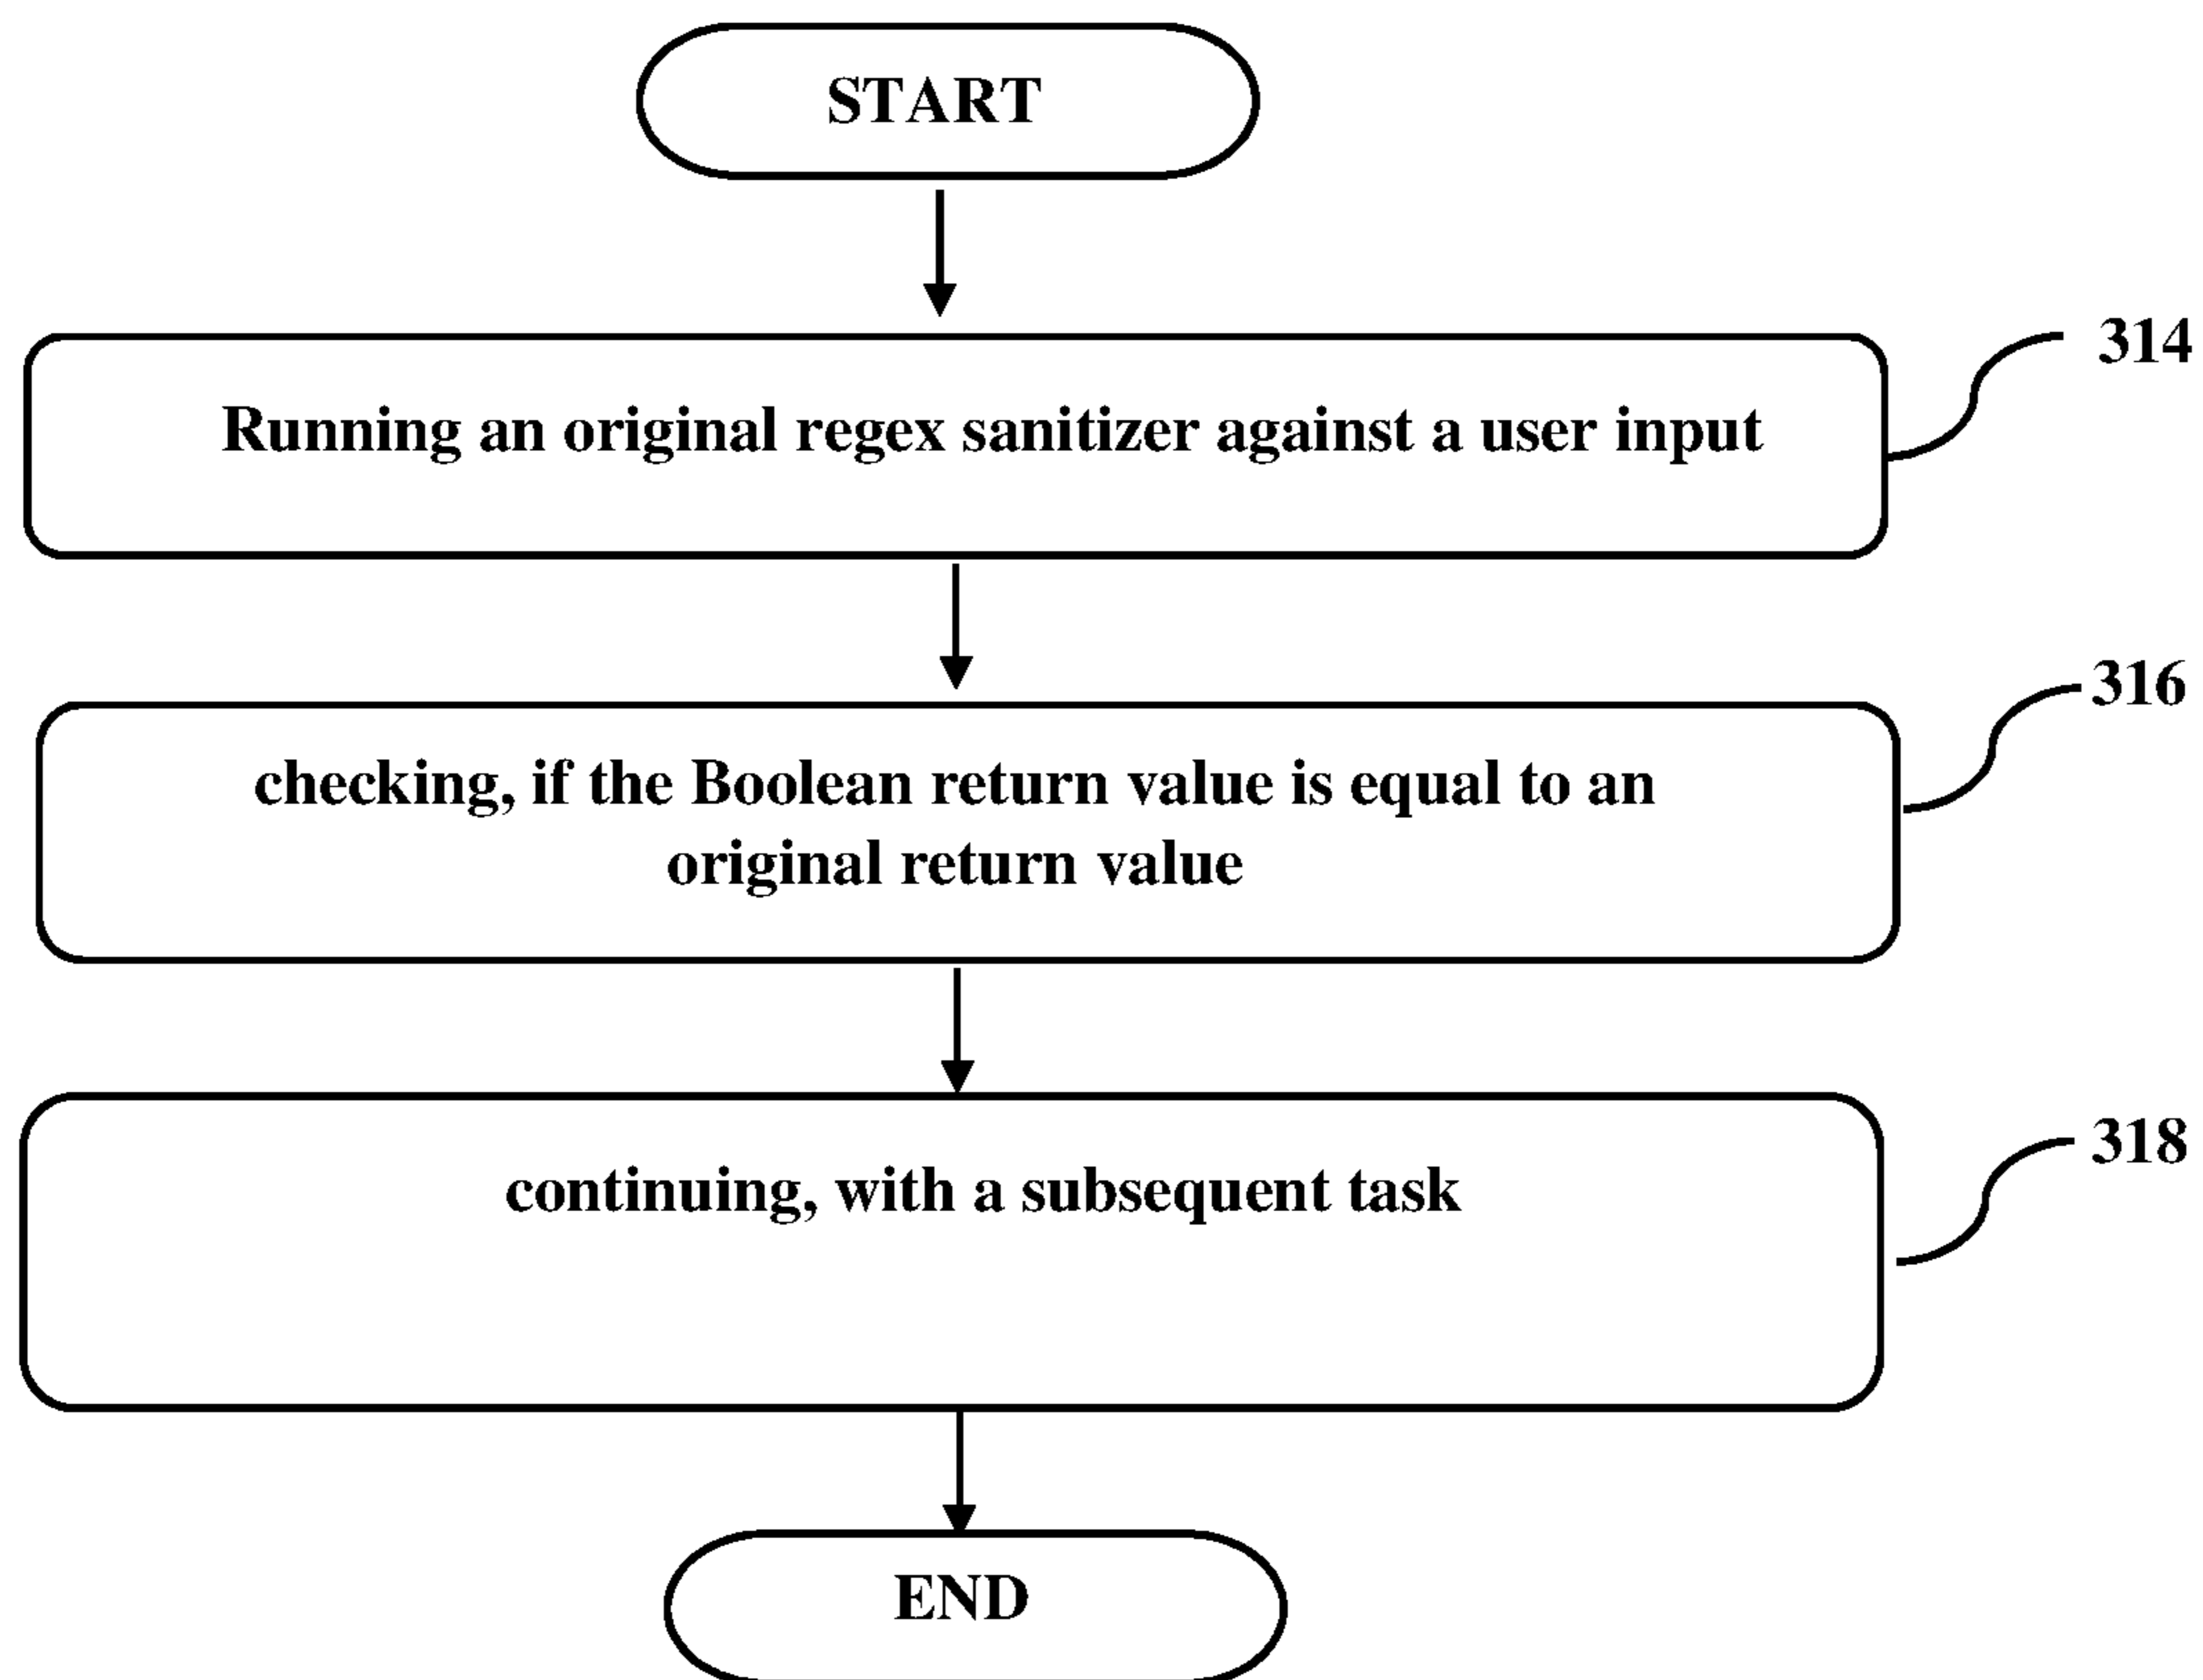 START
314
Running an original regex sanitizer against a user input
316
checking, if the Boolean return value is equal to an
original return value
318
continuing, with a subsequent task
END